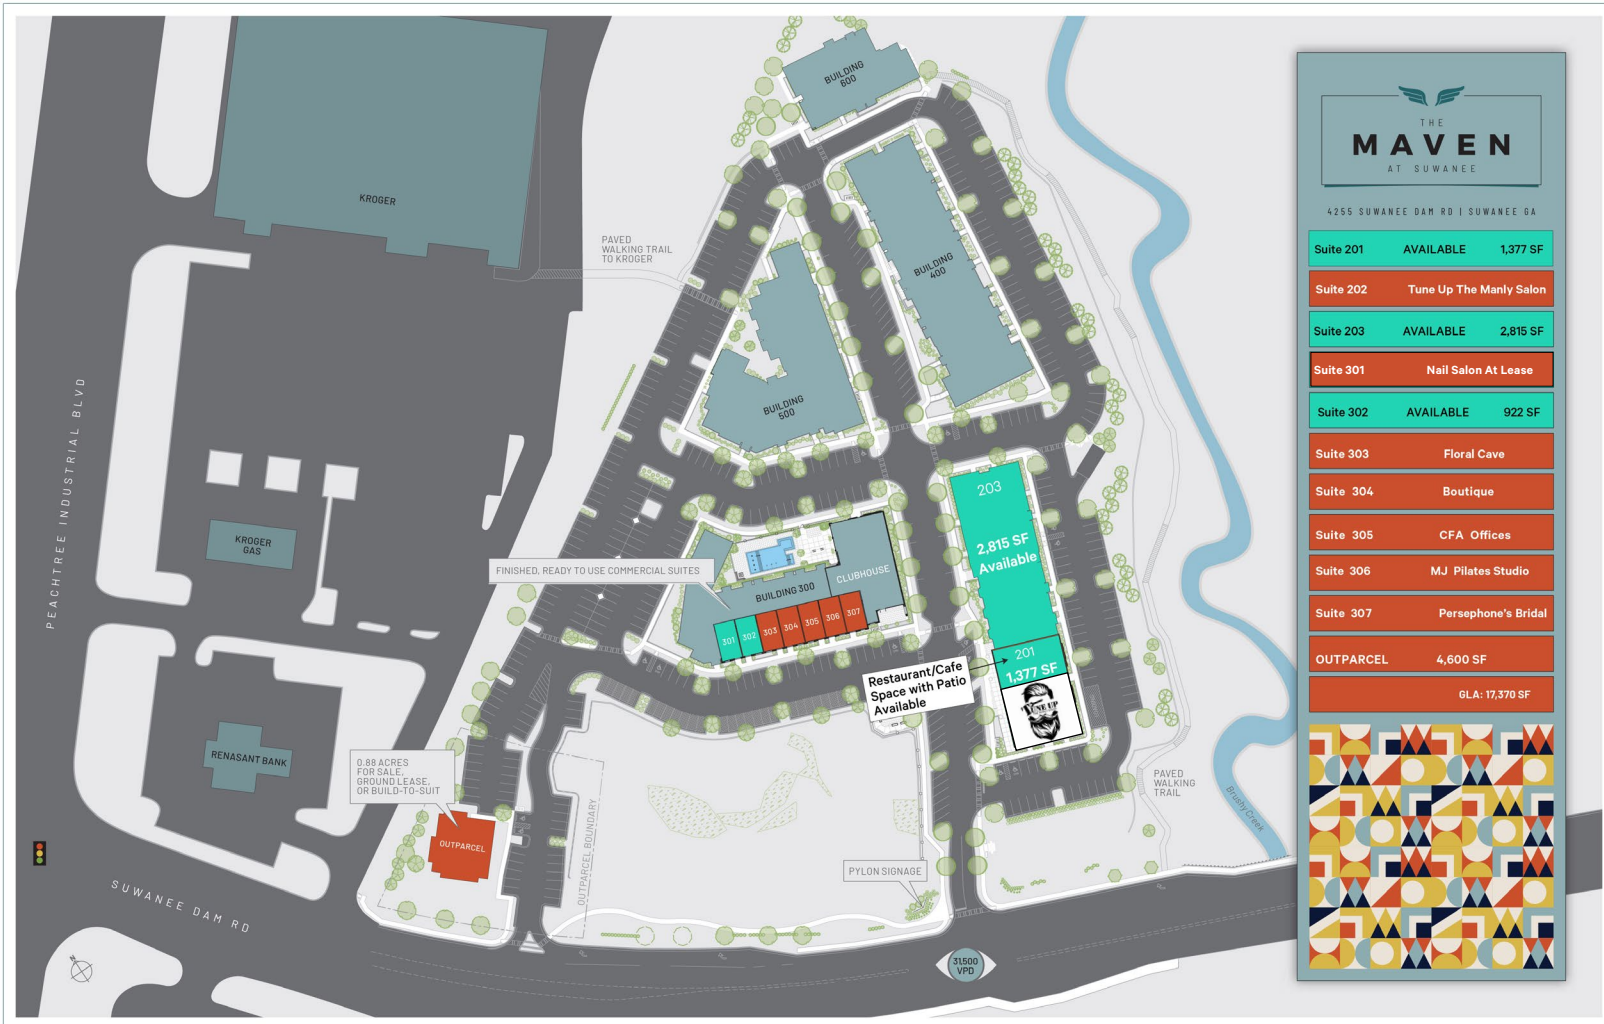 THE
MAVEN
AT SUWANEE
4255 SUWANEE DAM RD | SUWANEE GA
Suite 201 AVAILABLE 1,377 SF
Suite 202 Tune Up The Manly Salon
Suite 203 AVAILABLE 2,815 SF
Suite 301 Nail Salon At Lease
Suite 302 AVAILABLE 922 SF
Suite 303 Floral Cave
Suite 304 Boutique
Suite 305 CFA Offices
Suite 306 MJ Pilates Studio
Suite 307 Persephone's Bridal
OUTPARCEL 4,600 SF
GLA: 17,370 SF
BUILDING
600
KROGER
PAVED
WALKING TRAIL
TO KROGER
BUILDING
400
BUILDING
500
PEACHTREE INDUSTRIAL BLVD
KROGER
GAS
203
2,815 SF
Available
FINISHED, READY TO USE COMMERCIAL SUITES
BUILDING 300
CLUBHOUSE
301
302
303
304
305
306
307
201
1,377 SF
Restaurant/Cafe
Space with Patio
Available
TUNE UP
RENASANT BANK
0.88 ACRES
FOR SALE,
GROUND LEASE,
OR BUILD-TO-SUIT
OUTPARCEL
OUTPARCEL BOUNDARY
PAVED
WALKING
TRAIL
Brushy Creek
PYLON SIGNAGE
SUWANEE DAM RD
31,500
VPD
N